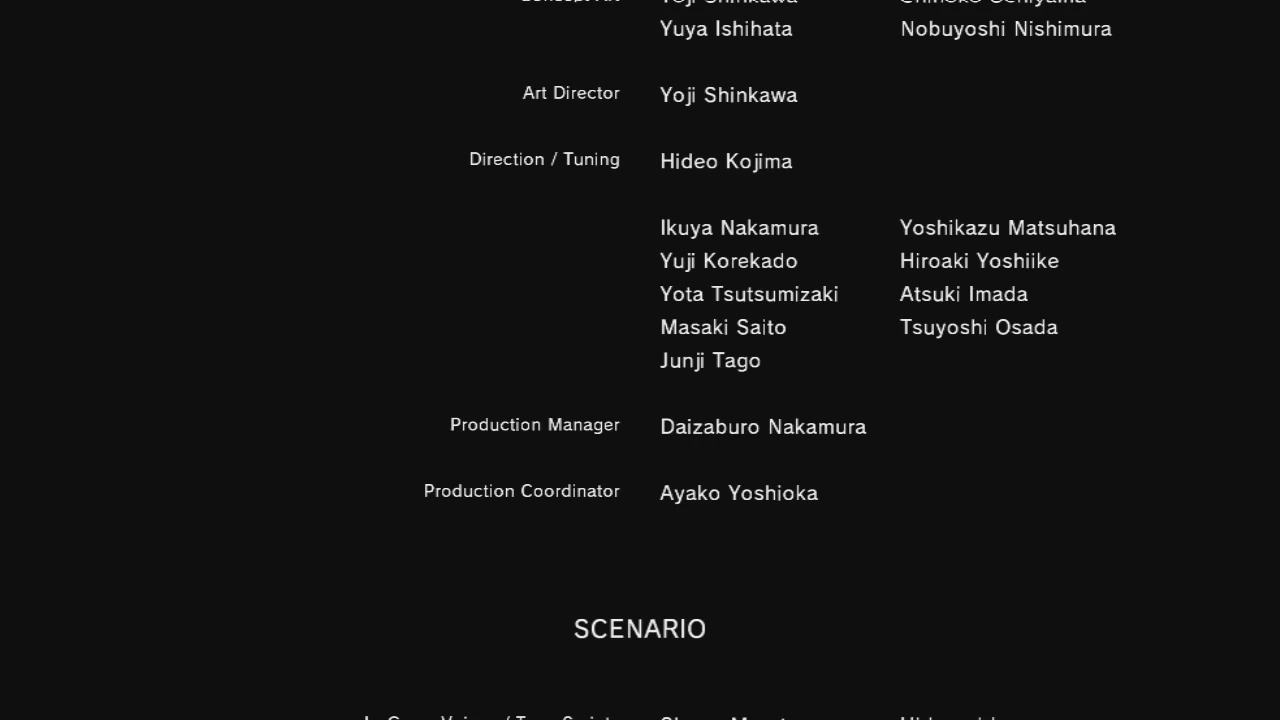 Yuya Ishihata Nobuyoshi Nishimura
Art Director Yoji Shinkawa
Direction / Tuning Hideo Kojima
Ikuya Nakamura Yoshikazu Matsuhana
Yuji Korekado Hiroaki Yoshiike
Yota Tsutsumizaki Atsuki Imada
Masaki Saito Tsuyoshi Osada
Junji Tago
Production Manager Daizaburo Nakamura
Production Coordinator Ayako Yoshioka
SCENARIO